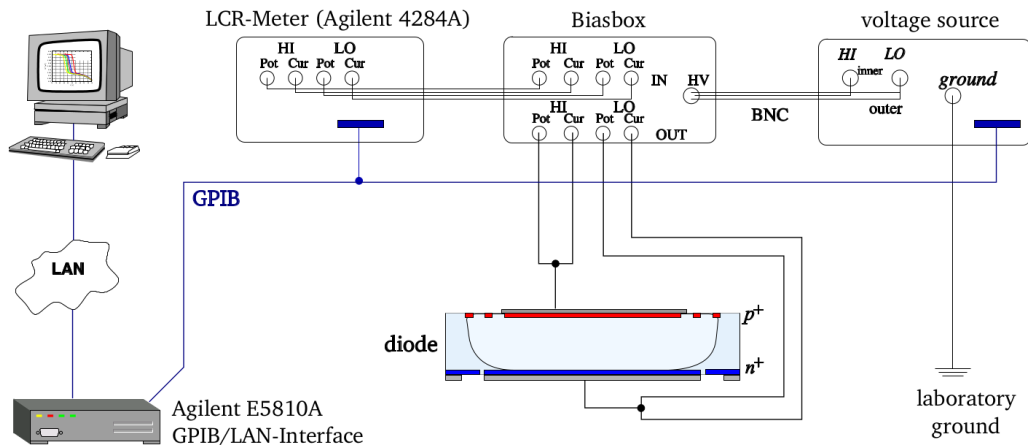 LCR-Meter (Agilent 4284A)
HI LO
Pot Cur Pot Cur
Biasbox
HI LO
Pot Cur Pot Cur
IN
HV
HI LO
Pot Cur Pot Cur
OUT
voltage source
HI LO
inner
outer
ground
BNC
GPIB
LAN
diode
p+
n+
Agilent E5810A
GPIB/LAN-Interface
laboratory
ground